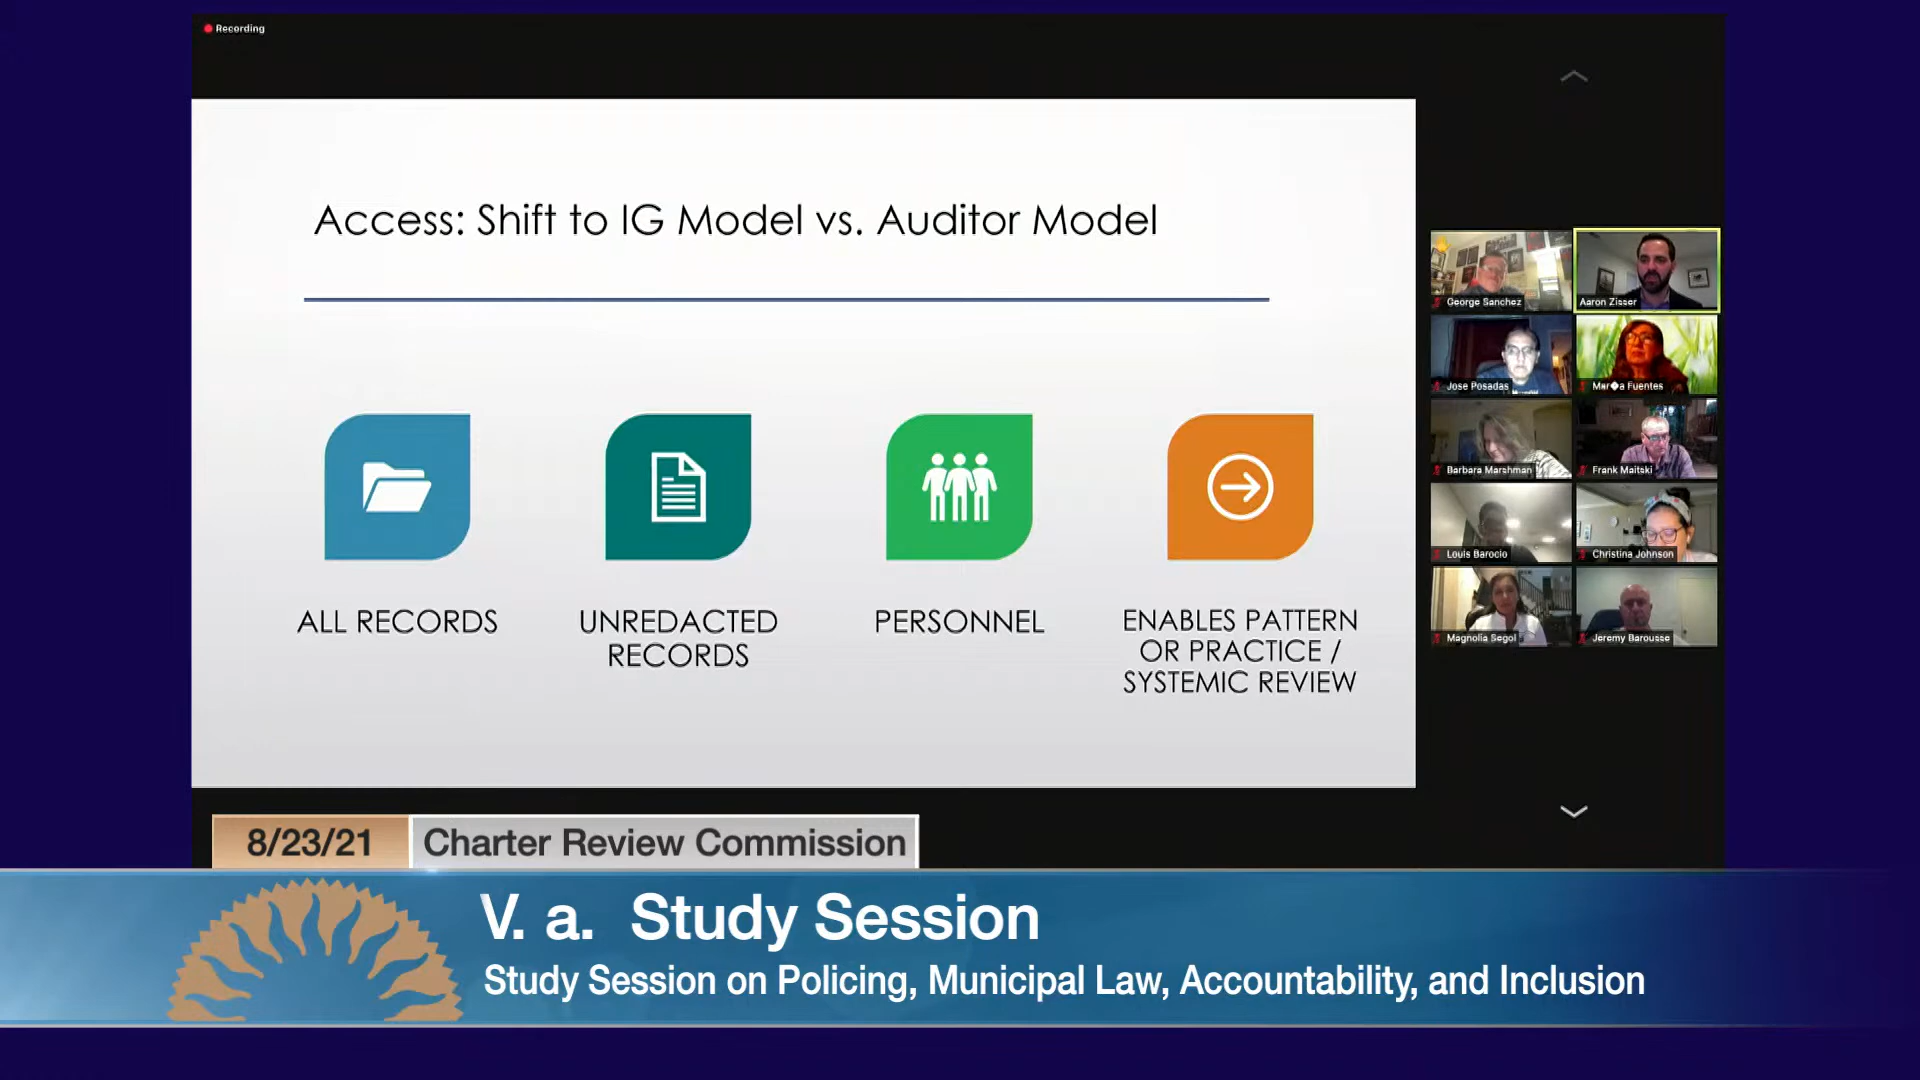 Recording
Access: Shift to IG Model vs. Auditor Model
ALL RECORDS
UNREDACTED
RECORDS
PERSONNEL
ENABLES PATTERN
OR PRACTICE /
SYSTEMIC REVIEW
George Sanchez
Aaron Zisser
Jose Posadas
Mar�a Fuentes
Barbara Marshman
Frank Maitski
Louis Barocio
Christina Johnson
Magnolia Segol
Jeremy Barousse
8/23/21
Charter Review Commission
V. a. Study Session
Study Session on Policing, Municipal Law, Accountability, and Inclusion